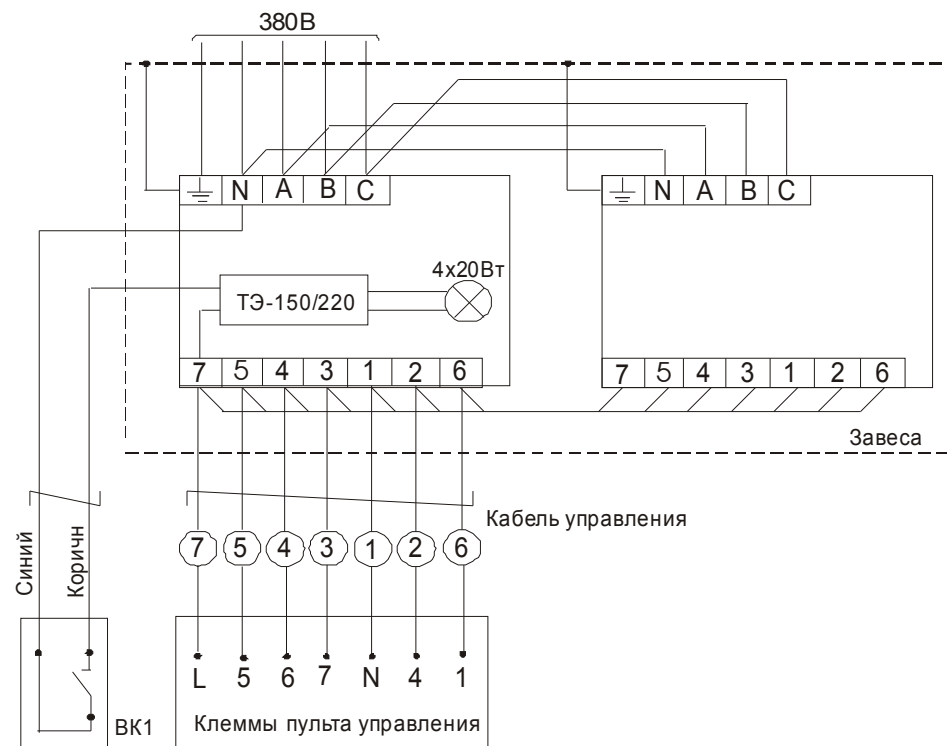 380В
N A B C
N A B C
4х20Вт
ТЭ-150/220
7 5 4 3 1 2 6
7 5 4 3 1 2 6
Завеса
Кабель управления
Синий
Коричн
7 5 4 3 1 2 6
L 5 6 7 N 4 1
ВК1
Клеммы пульта управления